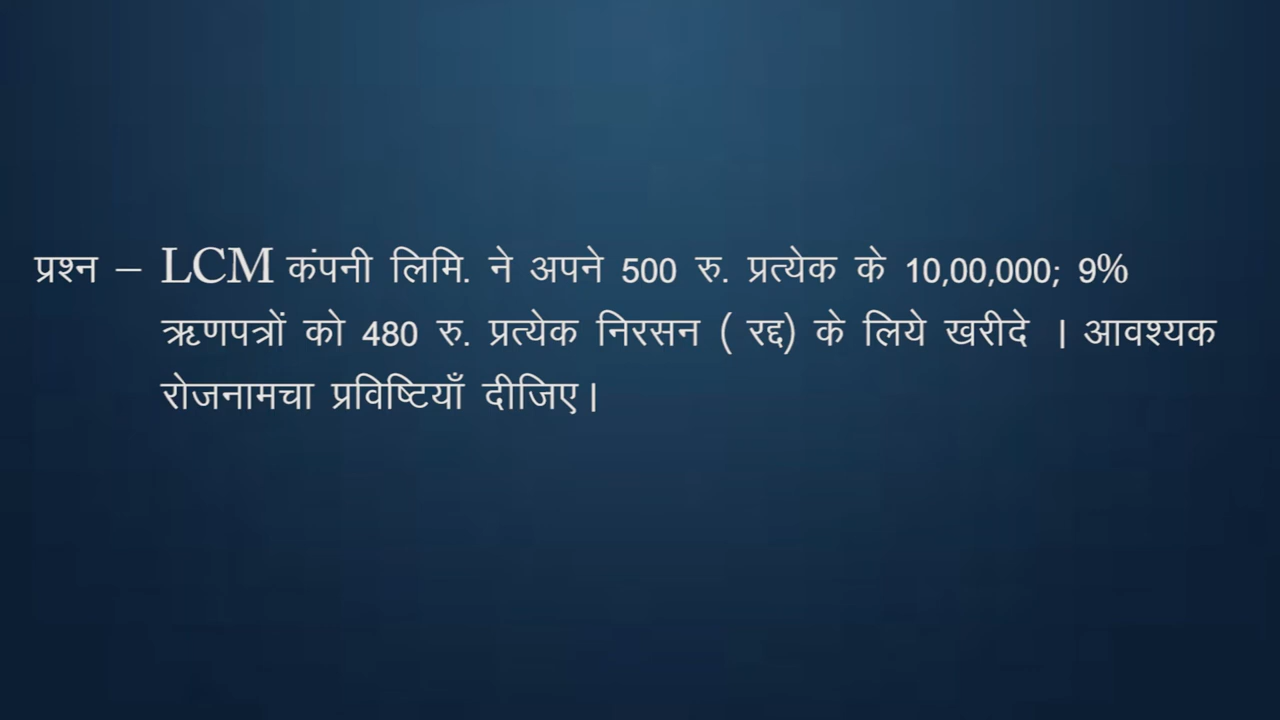 प्रश्न – LCM कंपनी लिमि. ने अपने 500 रु. प्रत्येक के 10,00,000; 9%
ऋणपत्रों को 480 रु. प्रत्येक निरसन ( रद्द) के लिये खरीदे । आवश्यक
रोजनामचा प्रविष्टियाँ दीजिए।